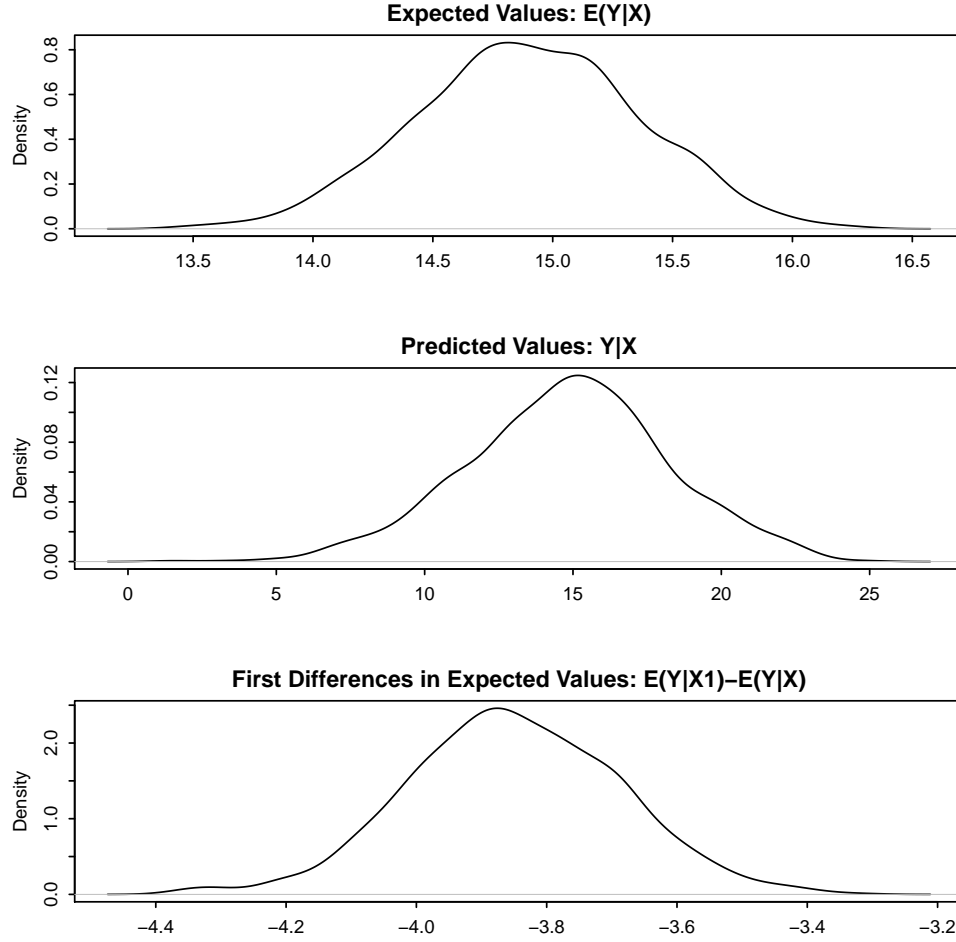 Expected Values: E(Y|X)
Density
0.0 0.2 0.4 0.6 0.8
13.5 14.0 14.5 15.0 15.5 16.0 16.5
Predicted Values: Y|X
Density
0.00 0.04 0.08 0.12
0 5 10 15 20 25
First Differences in Expected Values: E(Y|X1)−E(Y|X)
Density
0.0 1.0 2.0
−4.4 −4.2 −4.0 −3.8 −3.6 −3.4 −3.2